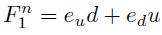 $F_1^n = e_u d + e_d u$